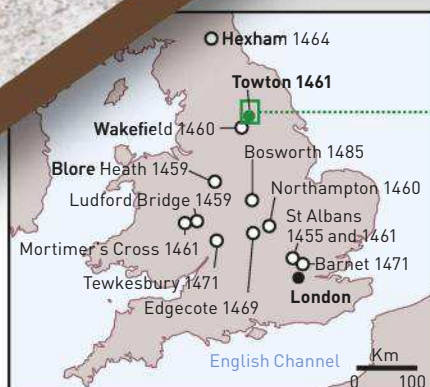 Hexham 1464
Towton 1461
Wakefield 1460
Bosworth 1485
Blore Heath 1459
Northampton 1460
Ludford Bridge 1459
St Albans
1455 and 1461
Mortimer's Cross 1461
Barnet 1471
Tewkesbury 1471
London
Edgecote 1469
English Channel
Km
0 100